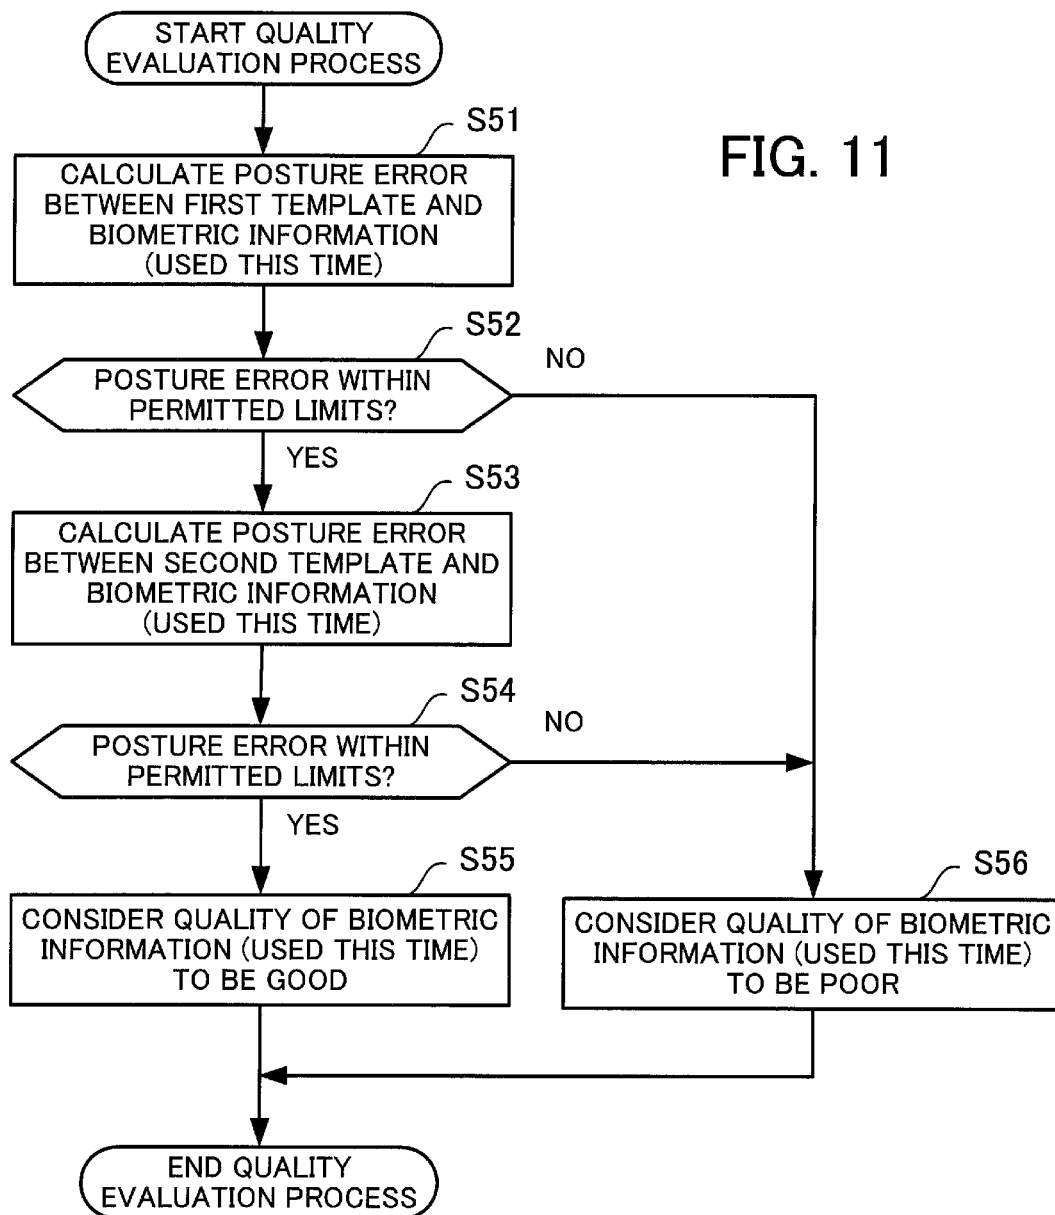 START QUALITY
EVALUATION PROCESS
S51
FIG. 11
CALCULATE POSTURE ERROR
BETWEEN FIRST TEMPLATE AND
BIOMETRIC INFORMATION
(USED THIS TIME)
S52
NO
POSTURE ERROR WITHIN
PERMITTED LIMITS?
YES
S53
CALCULATE POSTURE ERROR
BETWEEN SECOND TEMPLATE AND
BIOMETRIC INFORMATION
(USED THIS TIME)
S54
NO
POSTURE ERROR WITHIN
PERMITTED LIMITS?
YES
S55
CONSIDER QUALITY OF BIOMETRIC
INFORMATION (USED THIS TIME)
TO BE GOOD
S56
CONSIDER QUALITY OF BIOMETRIC
INFORMATION (USED THIS TIME)
TO BE POOR
END QUALITY
EVALUATION PROCESS